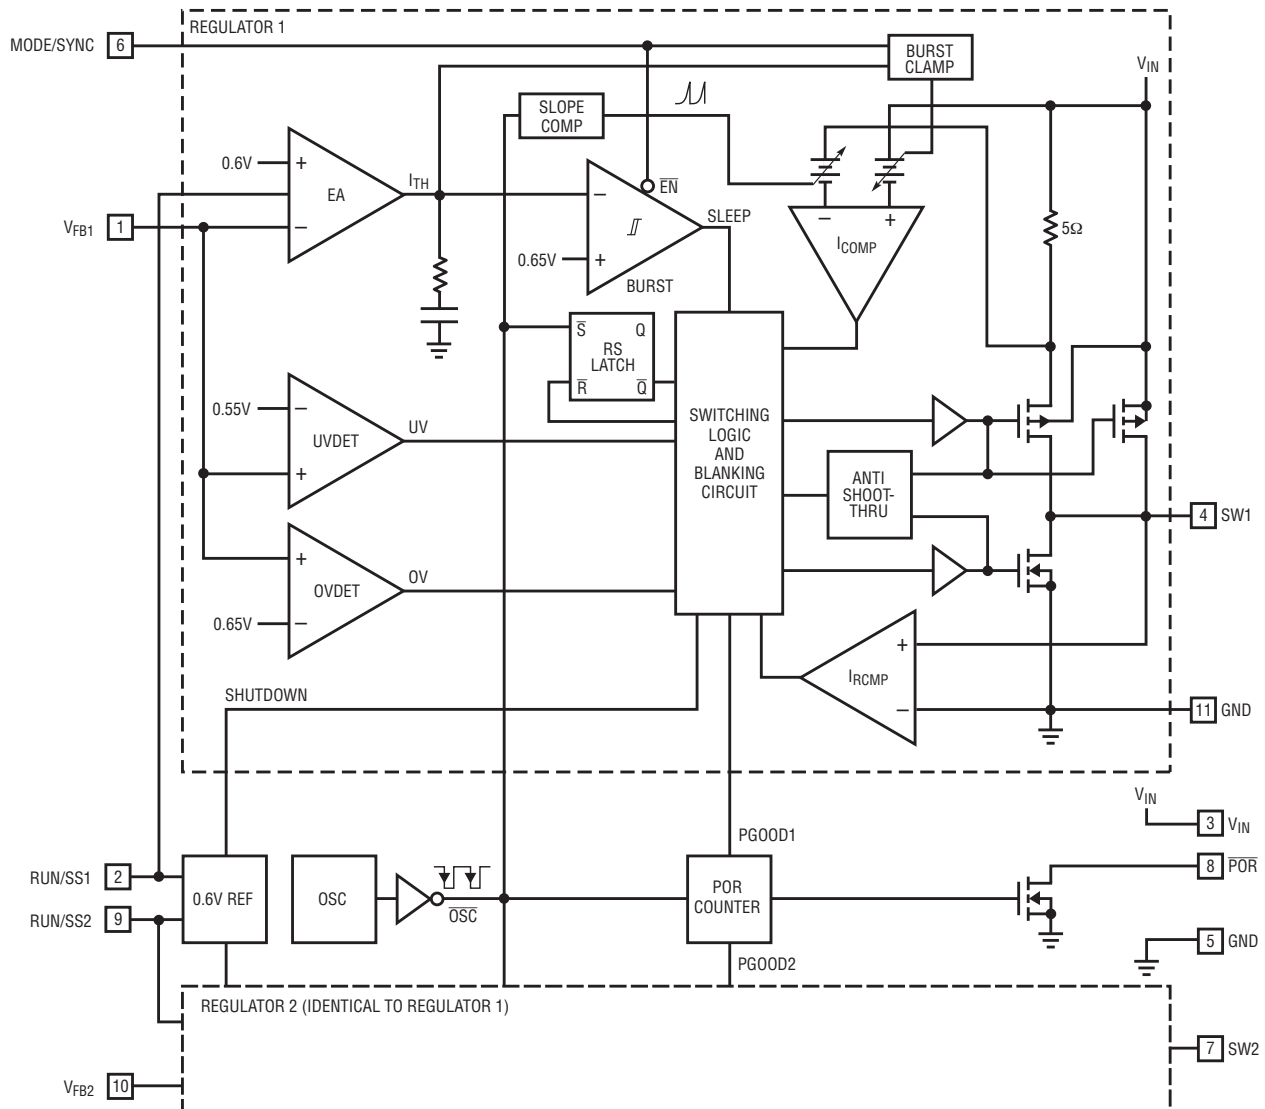 REGULATOR 1
MODE/SYNC 6
BURST
CLAMP
VIN
SLOPE
COMP
0.6V
+
EA
–
ITH
EN
SLEEP
–
+
ICOMP
5Ω
VFB1 1
–
0.65V
+
BURST
S Q
RS
LATCH
R Q
0.55V
–
UVDET
+
UV
SWITCHING
LOGIC
AND
BLANKING
CIRCUIT
ANTI
SHOOT-
THRU
4 SW1
+
OVDET
–
OV
0.65V
+
IRCMP
–
SHUTDOWN
11 GND
VIN
3 VIN
PGOOD1
8 POR
RUN/SS1 2
0.6V REF
OSC
OSC
POR
COUNTER
RUN/SS2 9
5 GND
PGOOD2
REGULATOR 2 (IDENTICAL TO REGULATOR 1)
7 SW2
VFB2 10